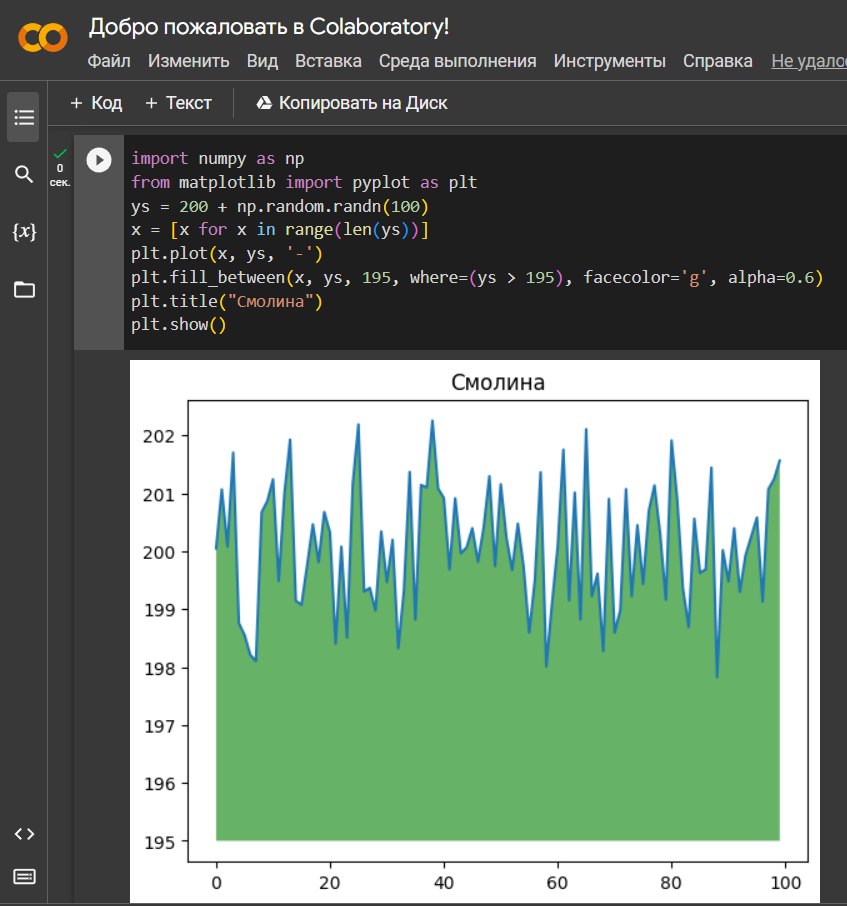 Добро пожаловать в Colaboratory!
Файл Изменить Вид Вставка Среда выполнения Инструменты Справка Не удало
+ Код + Текст Копировать на Диск
0
сек.
{x}
import numpy as np
from matplotlib import pyplot as plt
ys = 200 + np.random.randn(100)
x = [x for x in range(len(ys))]
plt.plot(x, ys, '-')
plt.fill_between(x, ys, 195, where=(ys > 195), facecolor='g', alpha=0.6)
plt.title("Смолина")
plt.show()
Смолина
202
201
200
199
198
197
196
195
0 20 40 60 80 100